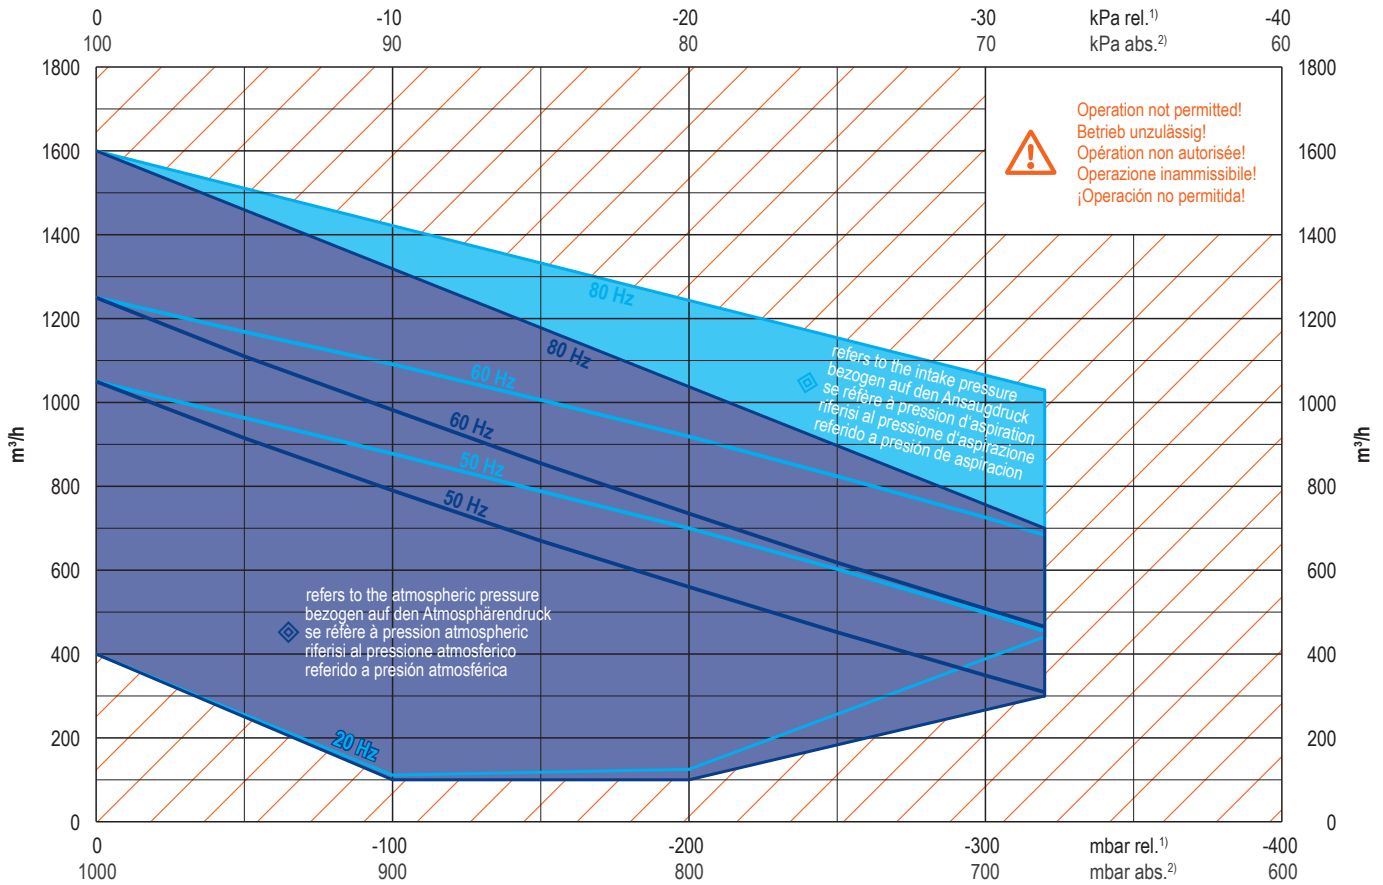 0 -10 -20 -30 kPa rel.1) -40
100 90 80 70 kPa abs.2) 60
1800 1800
1600 1600
1400 1400
1200 1200
1000 1000
800 800
600 600
400 400
200 200
0 0
m³/h
m³/h
Operation not permitted!
Betrieb unzulässig!
Opération non autorisée!
Operazione inammissibile!
¡Operación no permitida!
80 Hz
80 Hz
60 Hz
60 Hz
50 Hz
50 Hz
20 Hz
refers to the intake pressure
bezogen auf den Ansaugdruck
se réfère à pression d'aspiration
riferisi al pressione d'aspirazione
referido a presión de aspiracion
refers to the atmospheric pressure
bezogen auf den Atmosphärendruck
se réfère à pression atmospheric
riferisi al pressione atmosferico
referido a presión atmosférica
0 -100 -200 -300 mbar rel.1) -400
1000 900 800 700 mbar abs.2) 600